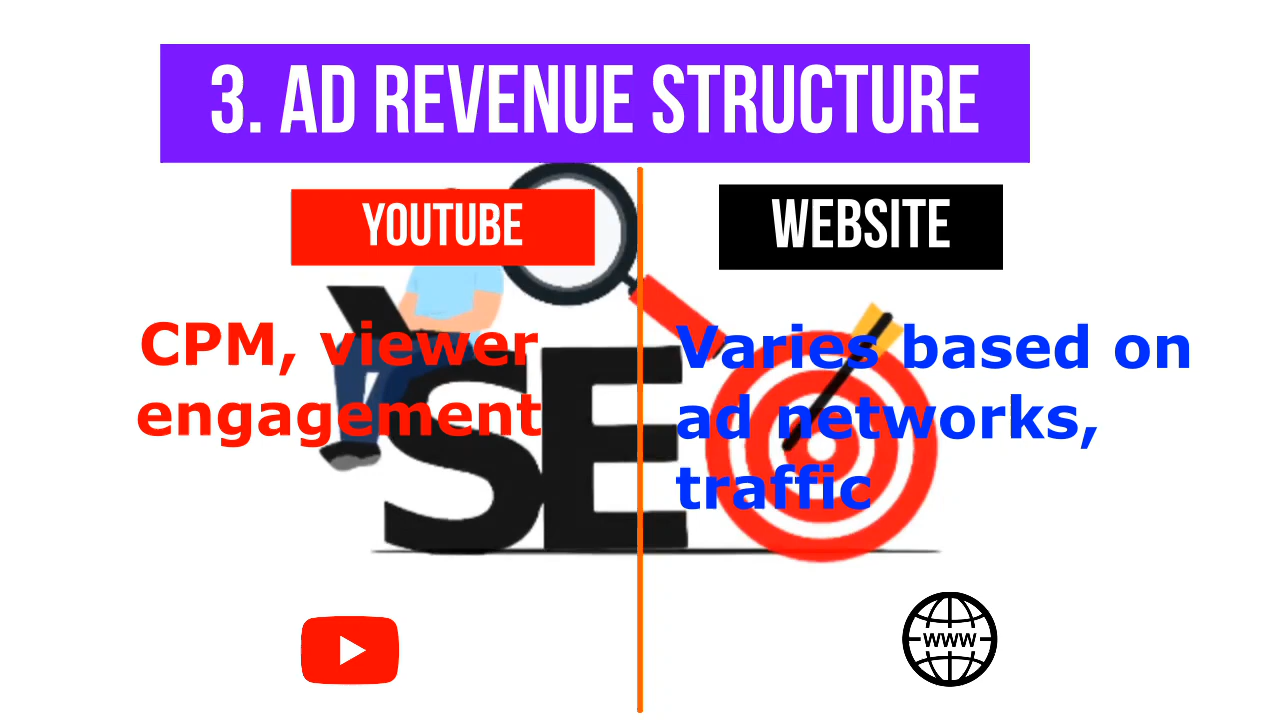 3. AD REVENUE STRUCTURE
YOUTUBE
WEBSITE
CPM, viewer
engagement
Varies based on
ad networks,
traffic
SE
WWW